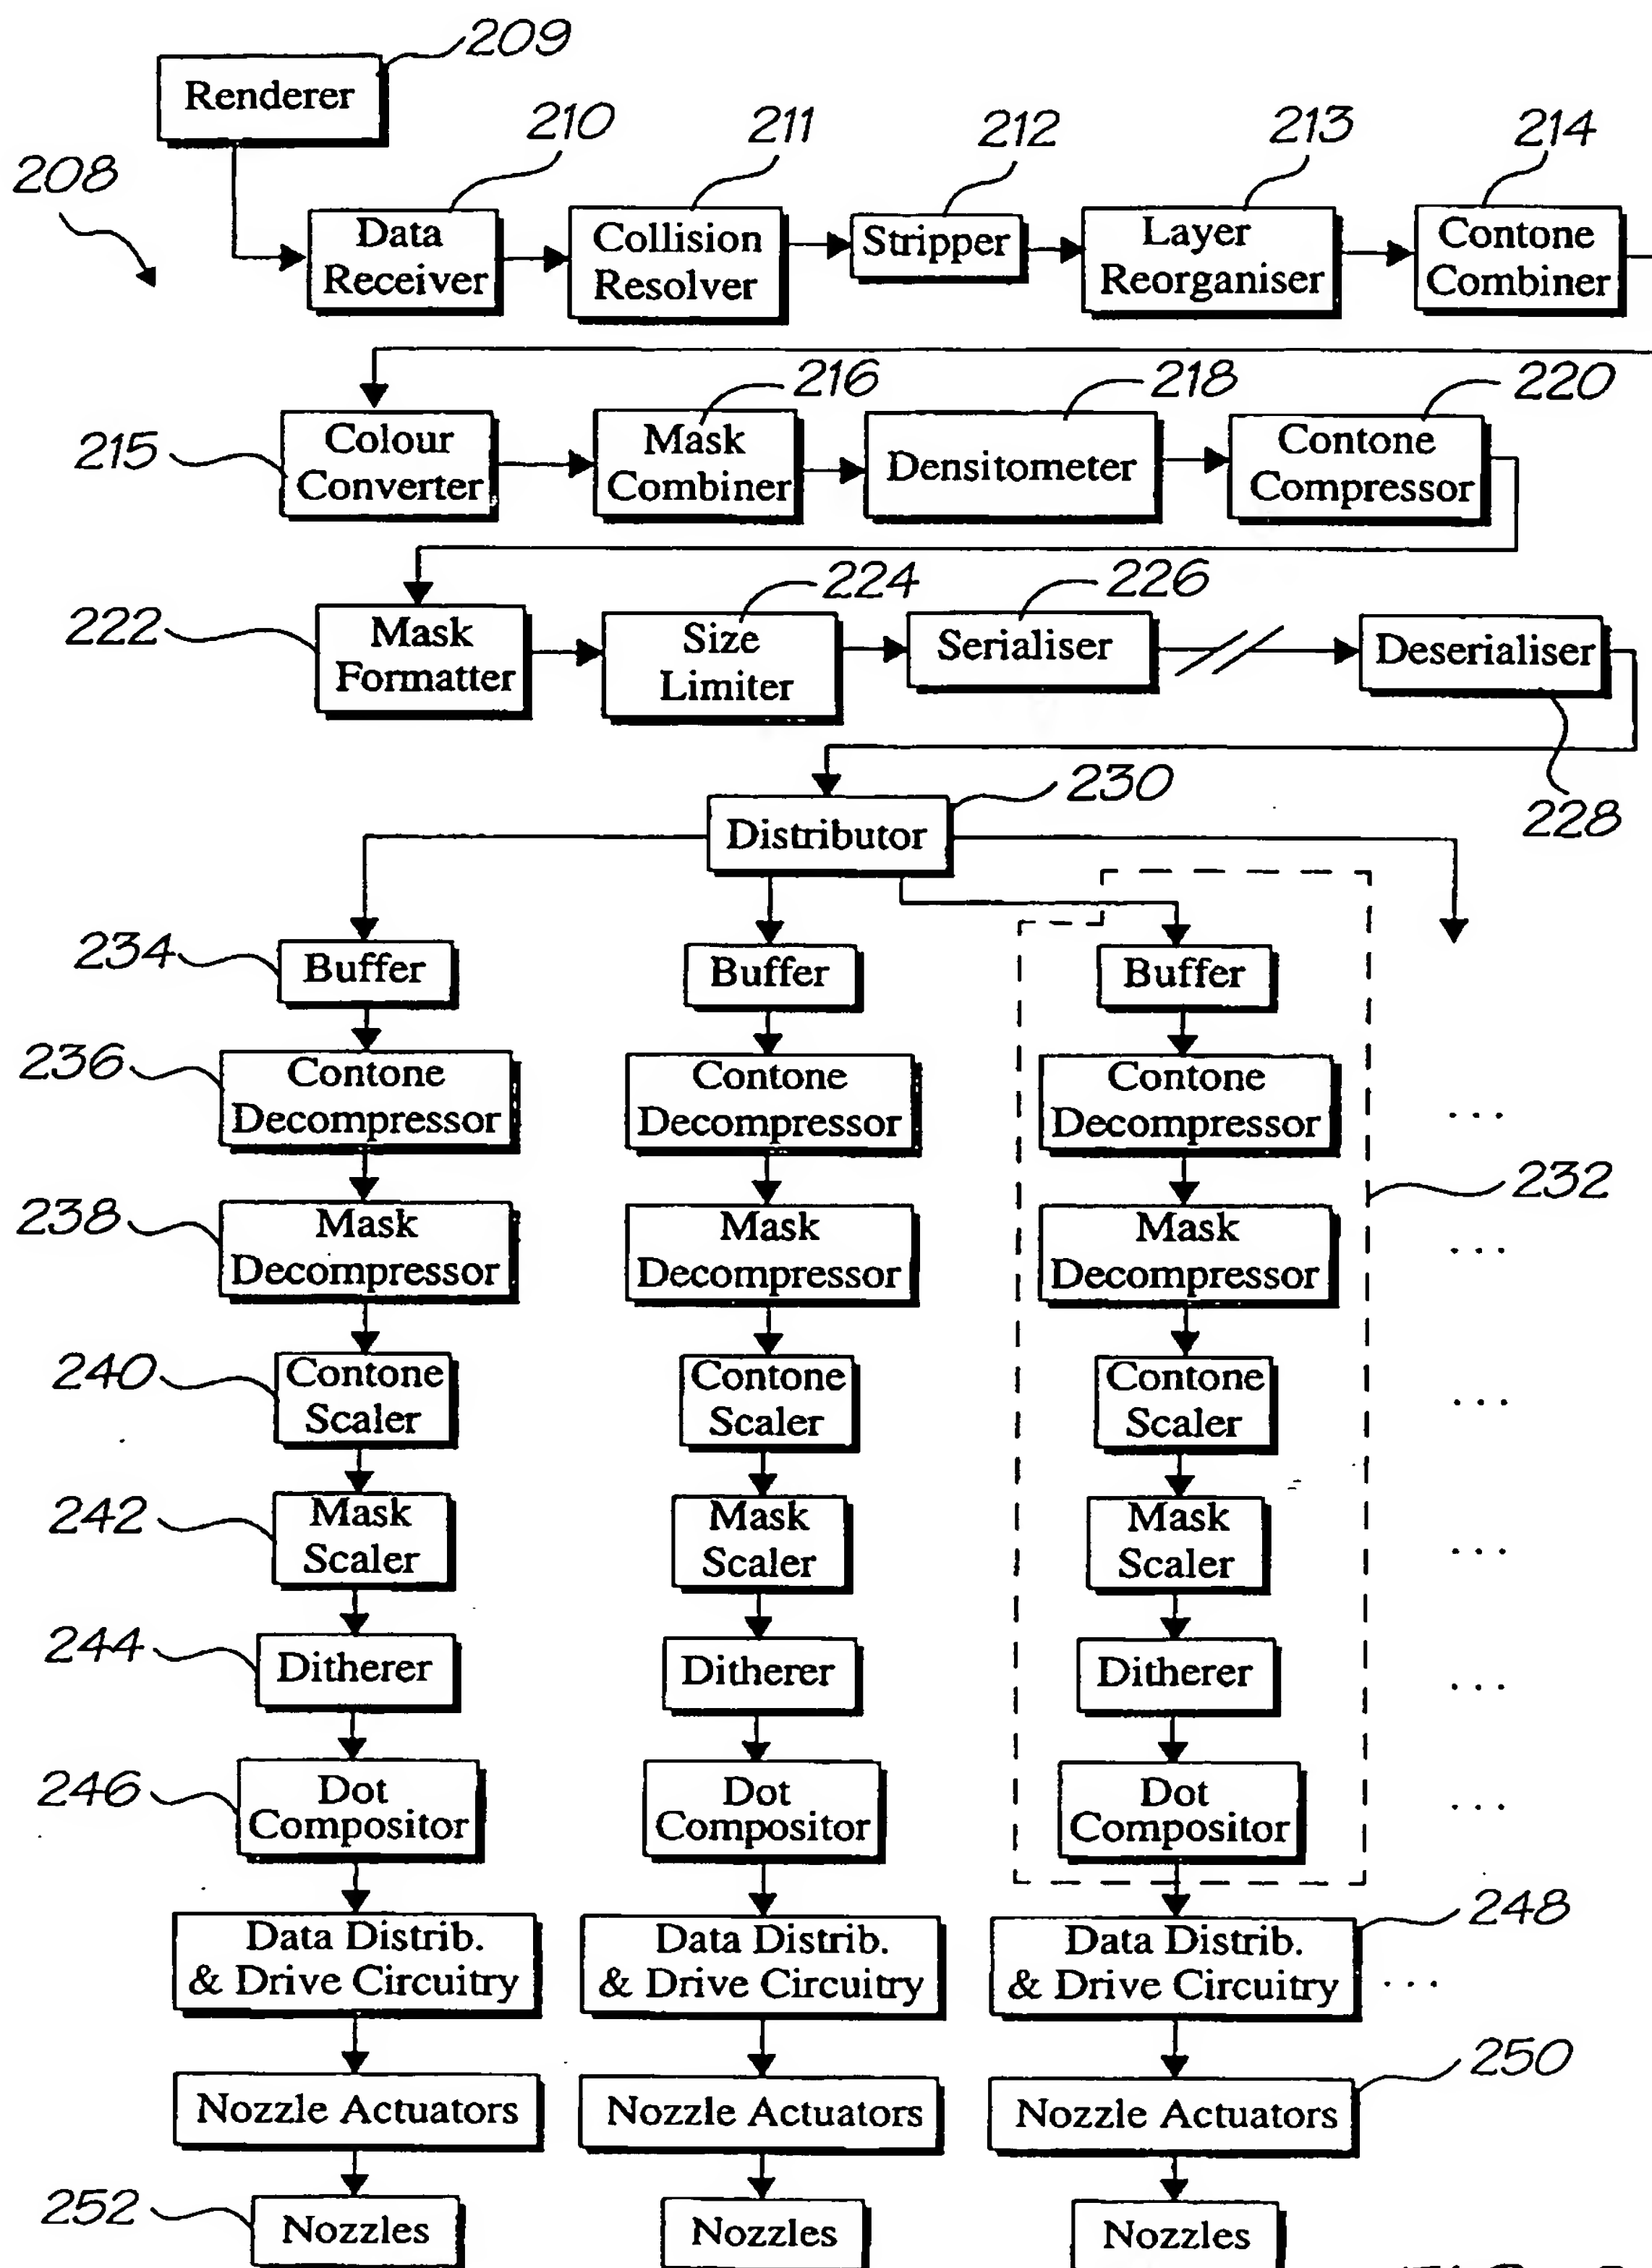 209
Renderer
208
210
211
212
213
214
Data
Receiver
Collision
Resolver
Stripper
Layer
Reorganiser
Contone
Combiner
215
216
218
220
Colour
Converter
Mask
Combiner
Densitometer
Contone
Compressor
222
224
226
Mask
Formatter
Size
Limiter
Serialiser
Deserialiser
228
230
Distributor
234
Buffer
Buffer
Buffer
236
Contone
Decompressor
Contone
Decompressor
Contone
Decompressor
...
232
238
Mask
Decompressor
Mask
Decompressor
Mask
Decompressor
...
240
Contone
Scaler
Contone
Scaler
Contone
Scaler
...
242
Mask
Scaler
Mask
Scaler
Mask
Scaler
...
244
Ditherer
Ditherer
Ditherer
...
246
Dot
Compositor
Dot
Compositor
Dot
Compositor
...
248
Data Distrib.
& Drive Circuitry
Data Distrib.
& Drive Circuitry
Data Distrib.
& Drive Circuitry
...
250
Nozzle Actuators
Nozzle Actuators
Nozzle Actuators
252
Nozzles
Nozzles
Nozzles